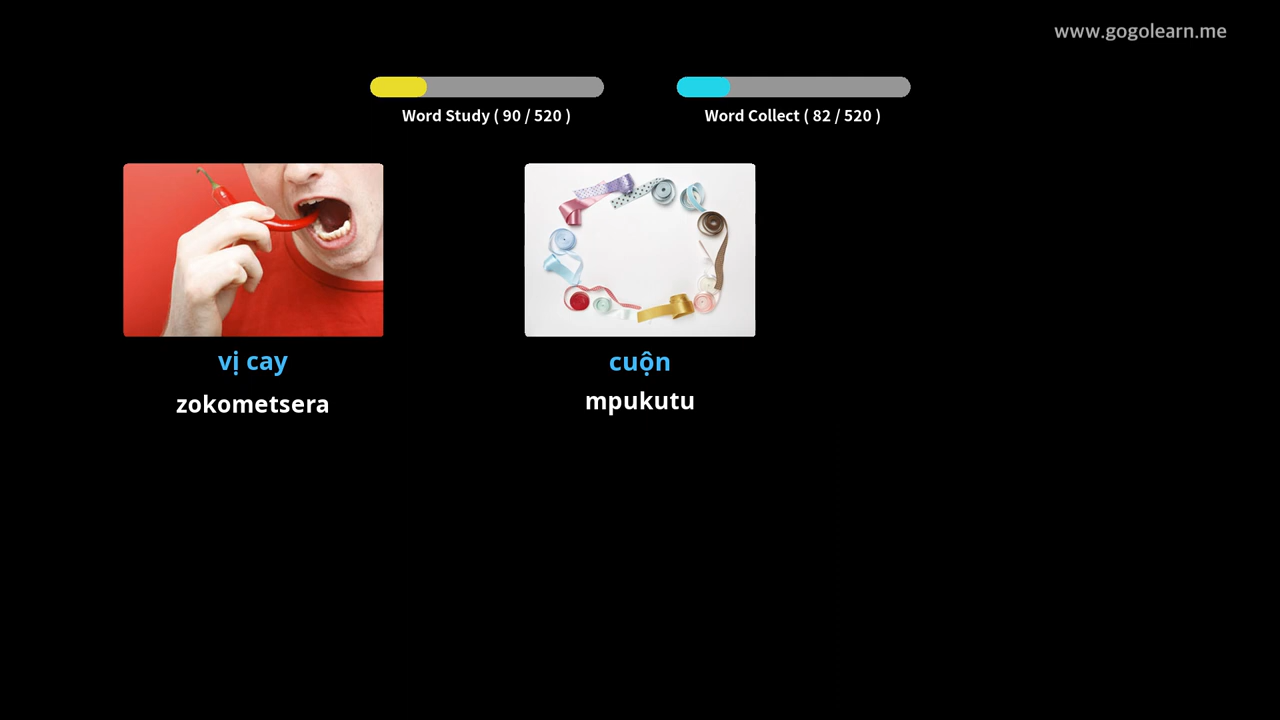 www.gogolearn.me
Word Study ( 90 / 520 )
Word Collect ( 82 / 520 )
vị cay
zokometsera
cuộn
mpukutu